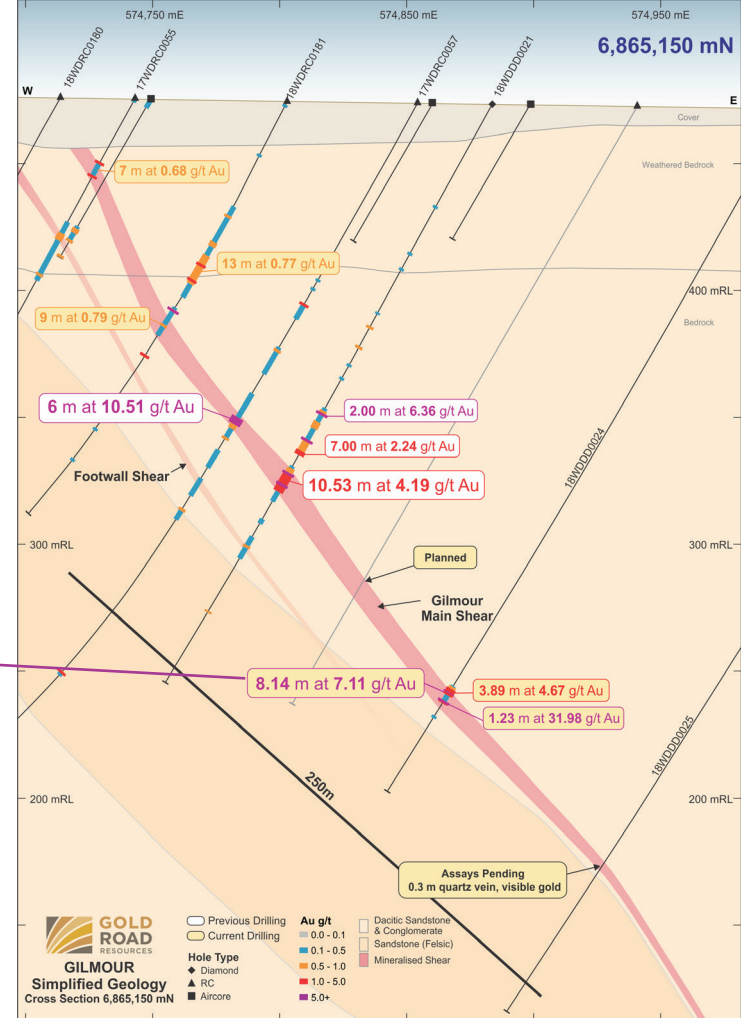 574,750 mE
574,850 mE
574,950 mE
6,865,150 mN
18WDRC0180
17WDRC0055
18WDRC0181
17WDRC0057
18WDDD0021
W
E
Cover
Weathered Bedrock
7 m at 0.68 g/t Au
13 m at 0.77 g/t Au
400 mRL
9 m at 0.79 g/t Au
Bedrock
6 m at 10.51 g/t Au
2.00 m at 6.36 g/t Au
7.00 m at 2.24 g/t Au
18WDDD0024
Footwall Shear
10.53 m at 4.19 g/t Au
300 mRL
300 mRL
Planned
Gilmour
Main Shear
8.14 m at 7.11 g/t Au
3.89 m at 4.67 g/t Au
1.23 m at 31.98 g/t Au
18WDDD0025
250m
200 mRL
200 mRL
Assays Pending
0.3 m quartz vein, visible gold
GOLD
ROAD
RESOURCES
GILMOUR
Simplified Geology
Cross Section 6,865,150 mN
Previous Drilling
Current Drilling
Hole Type
Diamond
RC
Aircore
Au g/t
0.0 - 0.1
0.1 - 0.5
0.5 - 1.0
1.0 - 5.0
5.0+
Dacitic Sandstone
& Conglomerate
Sandstone (Felsic)
Mineralised Shear